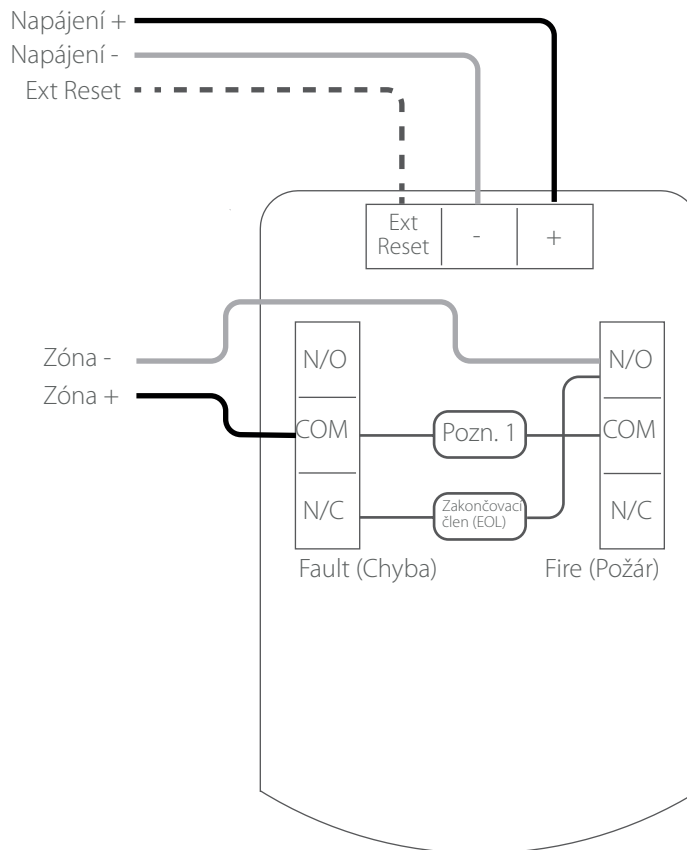 Napájení +
Napájení -
Ext Reset
Ext
Reset
-
+
Zóna -
Zóna +
N/O
COM
N/C
Pozn. 1
Zakončovací
člen (EOL)
N/O
COM
N/C
Fault (Chyba)
Fire (Požár)